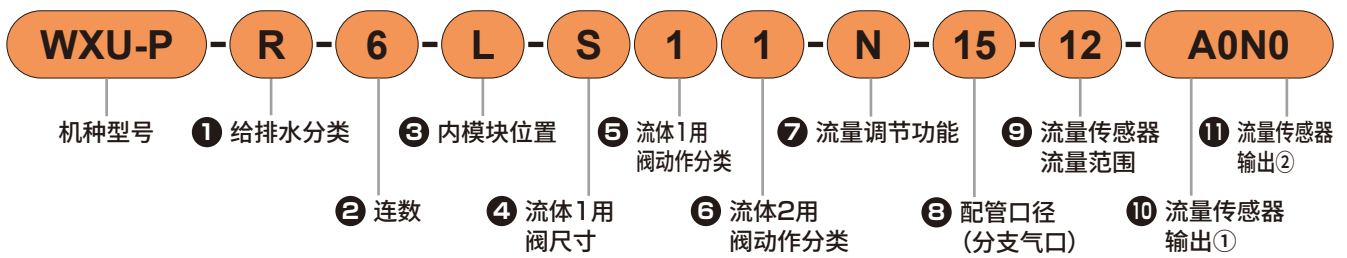 WXU-P - R - 6 - L - S 1 1 - N - 15 - 12 - A0N0
机种型号
❶ 给排水分类
❸ 内模块位置
❺ 流体1用
阀动作分类
❼ 流量调节功能
❾ 流量传感器
流量范围
⓫ 流量传感器
输出②
❷ 连数
❹ 流体1用
阀尺寸
❻ 流体2用
阀动作分类
❽ 配管口径
（分支气口）
❿ 流量传感器
输出①